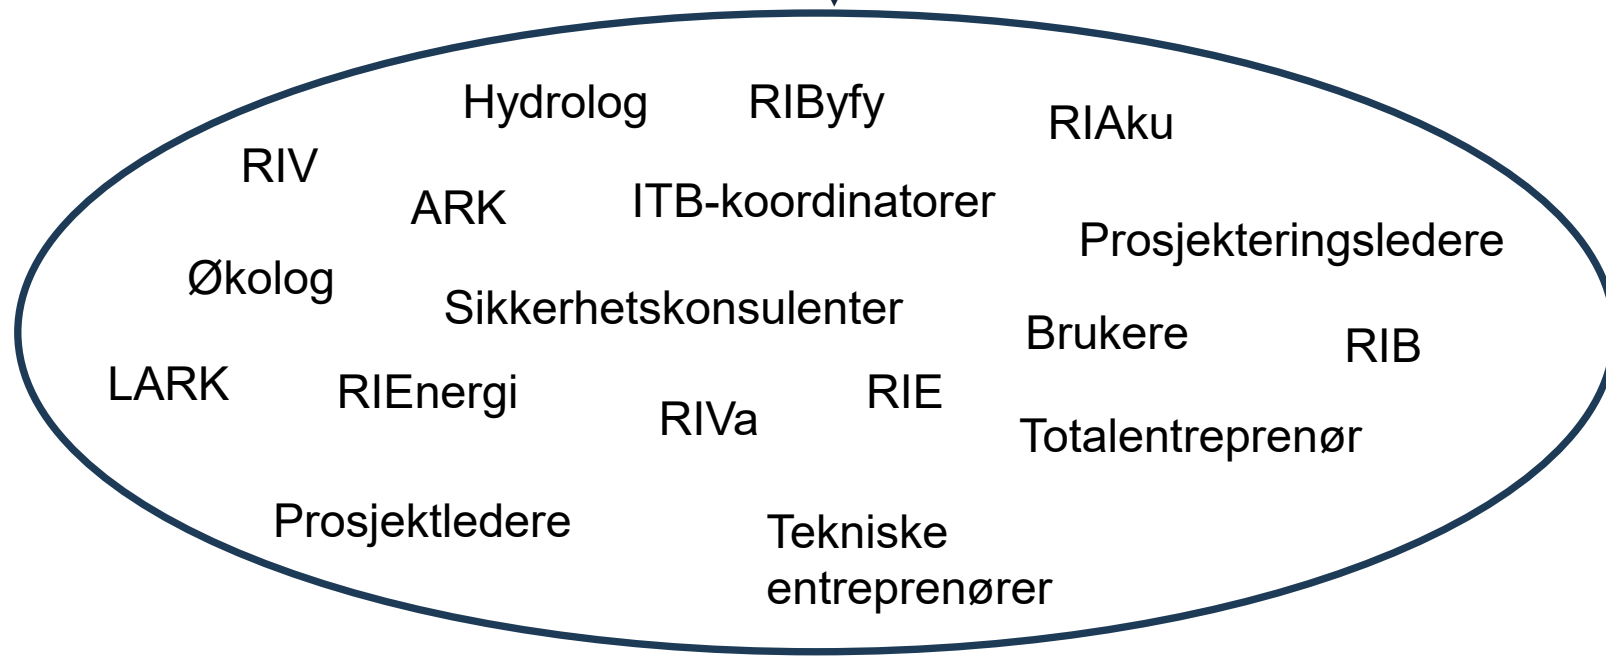 Hydrolog
RIByfy
RIAku
RIV
ARK
ITB-koordinatorer
Prosjekteringsledere
Økolog
Sikkerhetskonsulenter
Brukere
RIB
LARK
RIEnergi
RIVa
RIE
Totalentreprenør
Prosjektledere
Tekniske
entreprenører